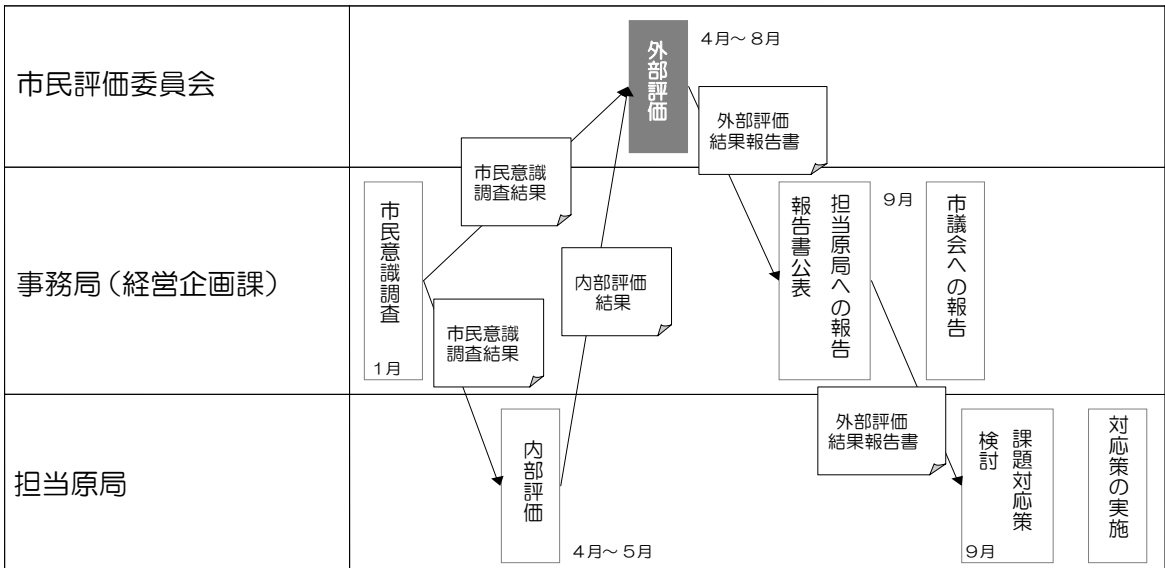 市民評価委員会
外部評価
4月～8月
外部評価
結果報告書
市民意識
調査結果
事務局（経営企画課）
市民意識調査
1月
市民意識
調査結果
内部評価
結果
担当原局への報告
報告書公表
9月
市議会への報告
担当原局
内部評価
4月～5月
外部評価
結果報告書
課題対応策
検討
9月
対応策の実施